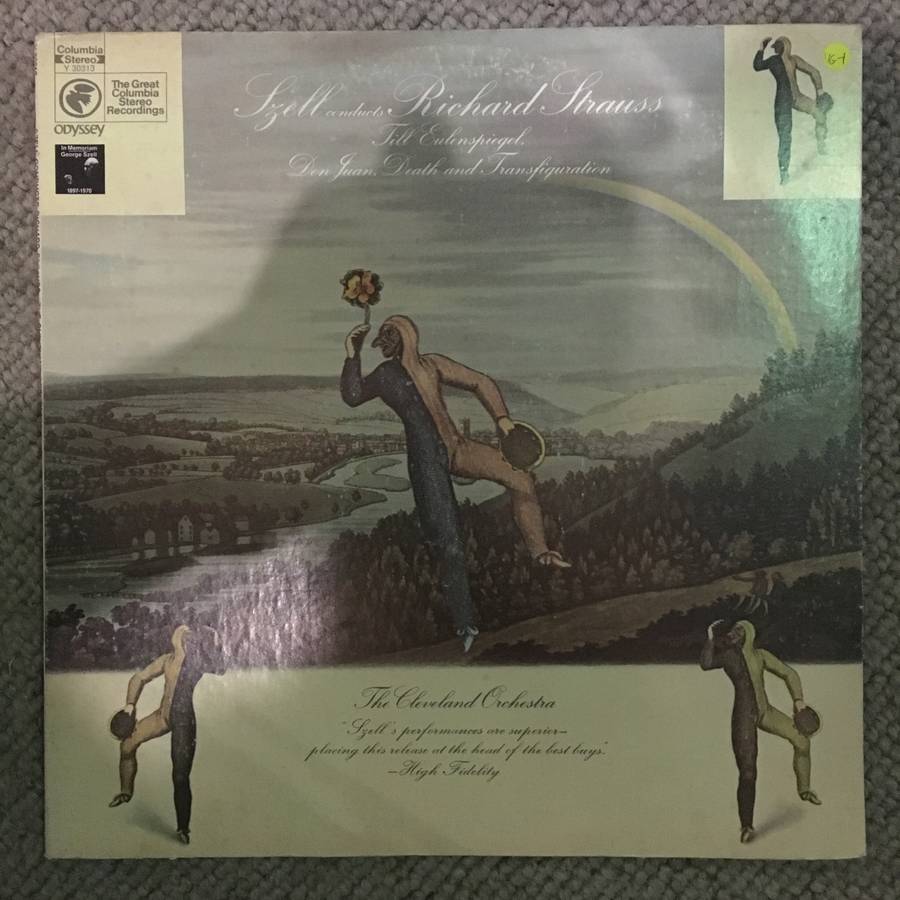 Columbia
Stereo
Y 30313
The Great
Columbia
Stereo
Recordings
ODYSSEY
In Memoriam
George Szell
1897-1970
G+
Szell conducts Richard Strauss
Till Eulenspiegel,
Don Juan, Death and Transfiguration
The Cleveland Orchestra
"Szell's performances are superior—
placing this release at the head of the best buys."
—High Fidelity